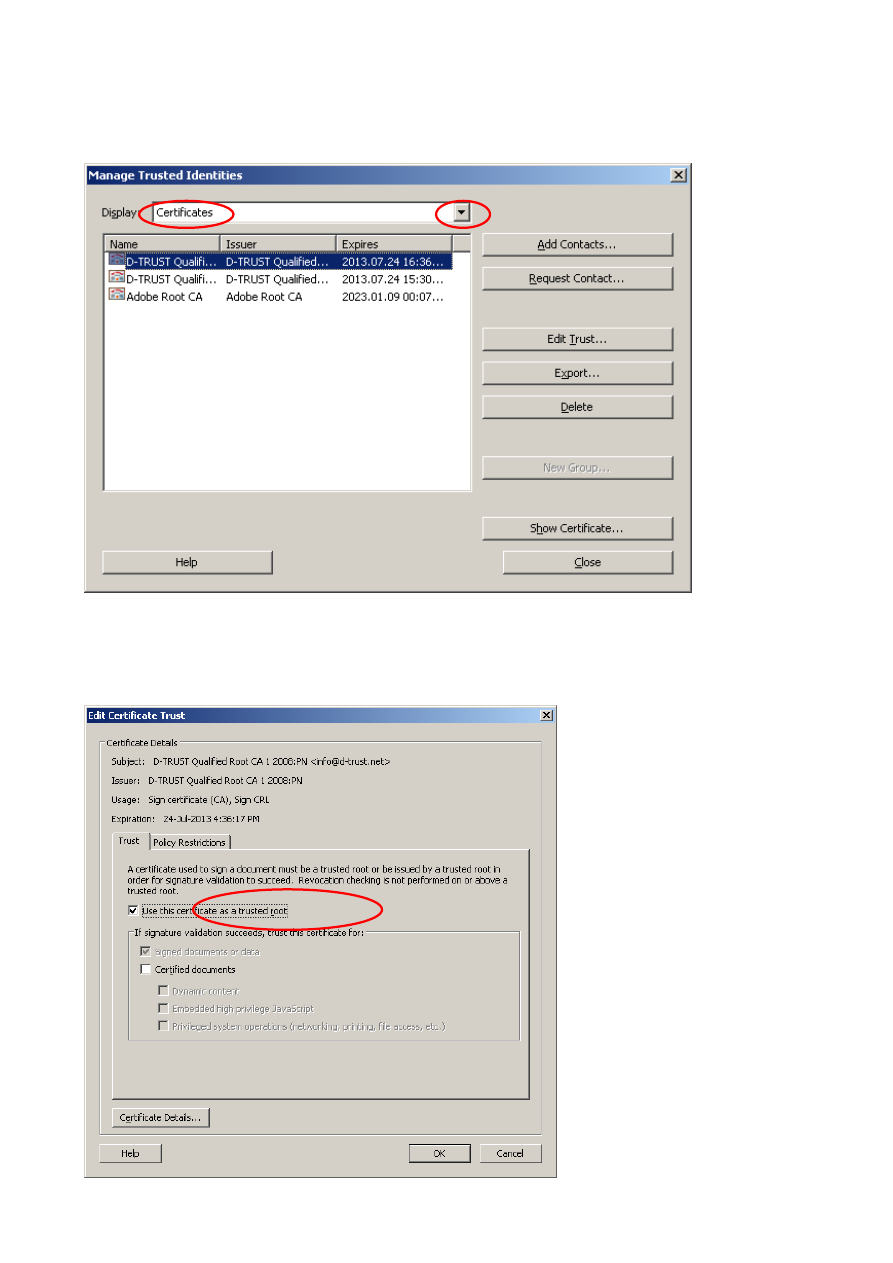 Manage Trusted Identities
Display: Certificates
Name Issuer Expires
D-TRUST Qualifi... D-TRUST Qualified... 2013.07.24 16:36...
D-TRUST Qualifi... D-TRUST Qualified... 2013.07.24 15:30...
Adobe Root CA Adobe Root CA 2023.01.09 00:07...
Add Contacts...
Request Contact...
Edit Trust...
Export...
Delete
New Group...
Show Certificate...
Help
Close
Edit Certificate Trust
Certificate Details
Subject: D-TRUST Qualified Root CA 1 2008:PN <info@d-trust.net>
Issuer: D-TRUST Qualified Root CA 1 2008:PN
Usage: Sign certificate (CA), Sign CRL
Expiration: 24-Jul-2013 4:36:17 PM
Trust Policy Restrictions
A certificate used to sign a document must be a trusted root or be issued by a trusted root in
order for signature validation to succeed. Revocation checking is not performed on or above a
trusted root.
Use this certificate as a trusted root
If signature validation succeeds, trust this certificate for:
Signed documents or data
Certified documents
Dynamic content
Embedded high privilege JavaScript
Privileged system operations (networking, printing, file access, etc.)
Certificate Details...
Help
OK
Cancel